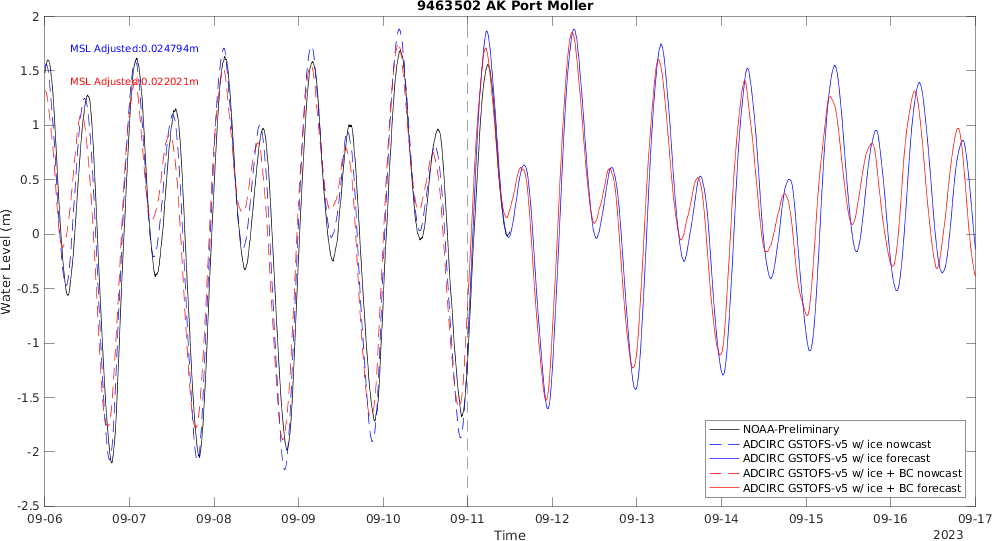 9463502 AK Port Moller
MSL Adjusted:0.024794m
MSL Adjusted:0.022021m
Water Level (m)
2
1.5
1
0.5
0
-0.5
-1
-1.5
-2
-2.5
NOAA-Preliminary
ADCIRC GSTOFS-v5 w/ ice nowcast
ADCIRC GSTOFS-v5 w/ ice forecast
ADCIRC GSTOFS-v5 w/ ice + BC nowcast
ADCIRC GSTOFS-v5 w/ ice + BC forecast
09-06 09-07 09-08 09-09 09-10 09-11 09-12 09-13 09-14 09-15 09-16 09-17
Time
2023